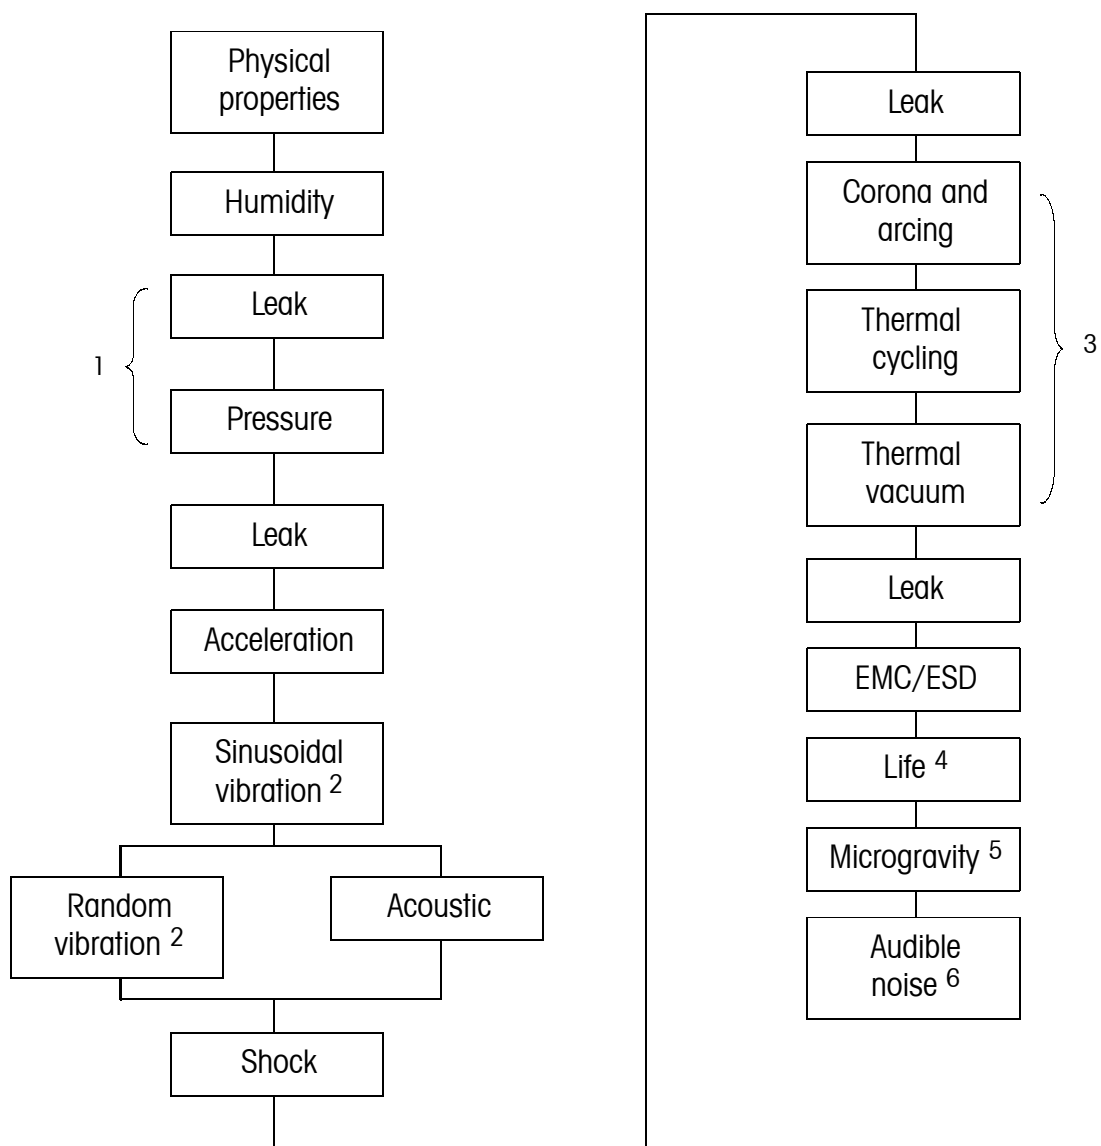 Physical
properties
Humidity
Leak
1
Pressure
Leak
Acceleration
Sinusoidal
vibration 2
Random
vibration 2
Acoustic
Shock
Leak
Corona and
arcing
Thermal
cycling
3
Thermal
vacuum
Leak
EMC/ESD
Life 4
Microgravity 5
Audible
noise 6